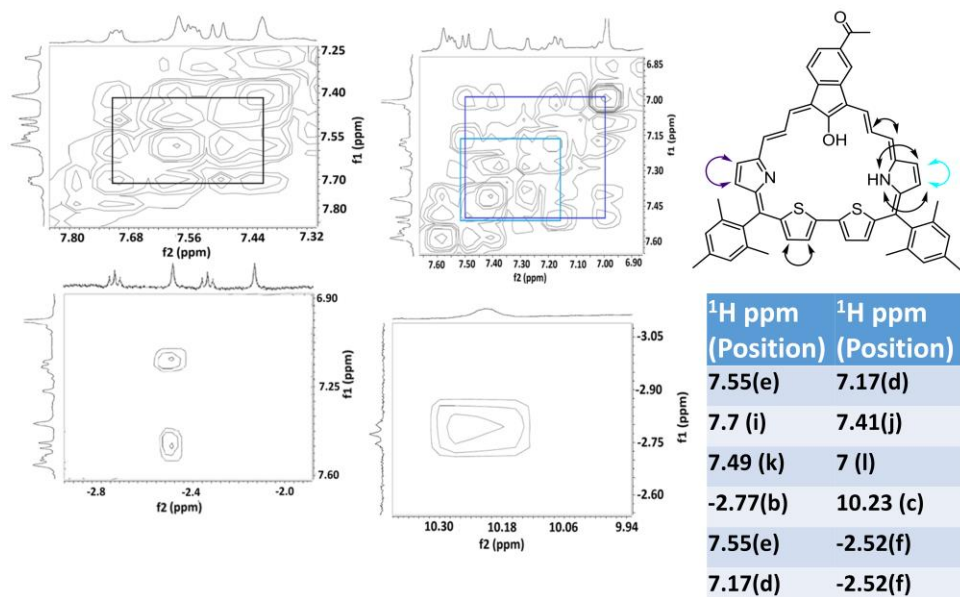 7.25
7.40
7.55
7.70
7.80
f1 (ppm)
7.80 7.68 7.56 7.44 7.32
f2 (ppm)
6.85
7.00
7.15
7.30
7.45
7.60
f1 (ppm)
7.60 7.50 7.40 7.30 7.20 7.10 7.00 6.90
f2 (ppm)
O
OH
N
HN
S
S
6.90
7.25
7.60
f1 (ppm)
-2.8 -2.4 -2.0
f2 (ppm)
-3.05
-2.90
-2.75
-2.60
f1 (ppm)
10.30 10.18 10.06 9.94
f2 (ppm)
¹H ppm ¹H ppm
(Position) (Position)
7.55(e) 7.17(d)
7.7 (i) 7.41(j)
7.49 (k) 7 (l)
-2.77(b) 10.23 (c)
7.55(e) -2.52(f)
7.17(d) -2.52(f)